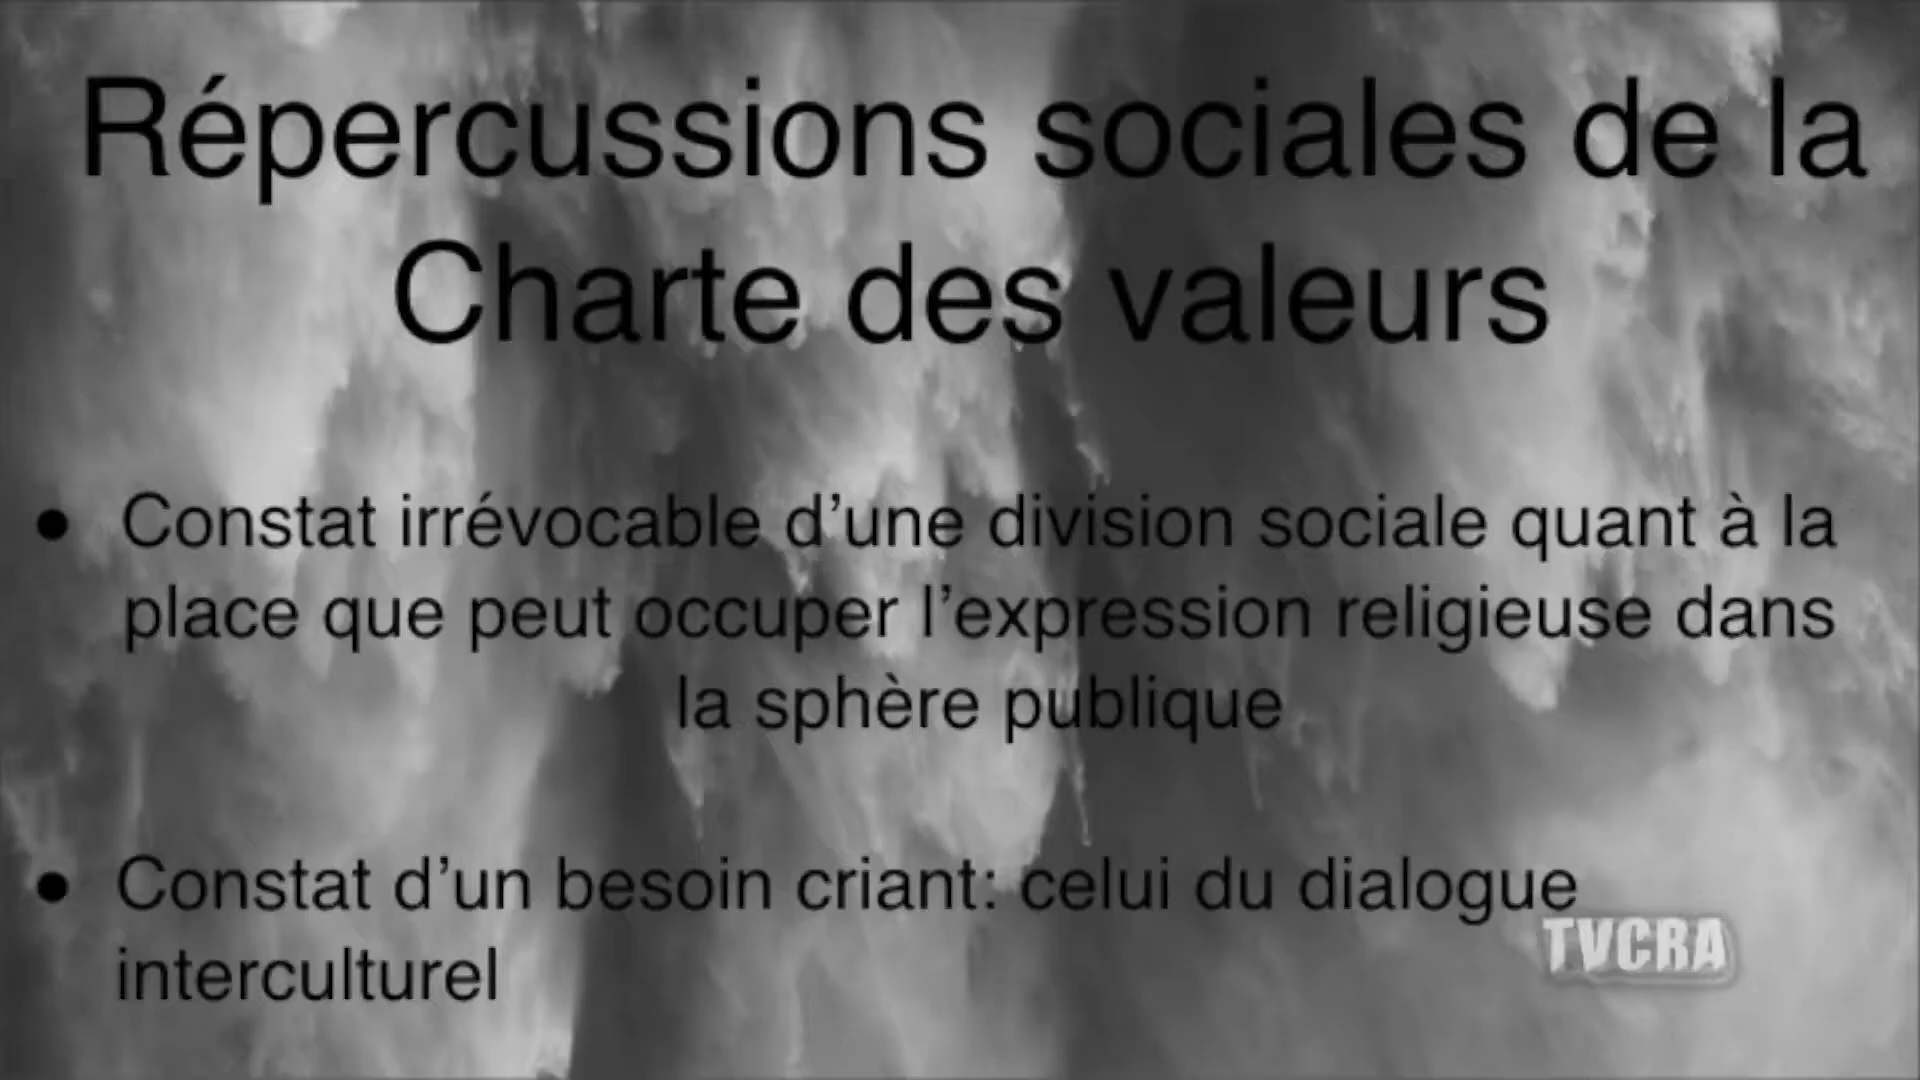 Répercussions sociales de la
Charte des valeurs
• Constat irrévocable d’une division sociale quant à la
place que peut occuper l’expression religieuse dans
la sphère publique
• Constat d’un besoin criant: celui du dialogue
interculturel
TVCRA